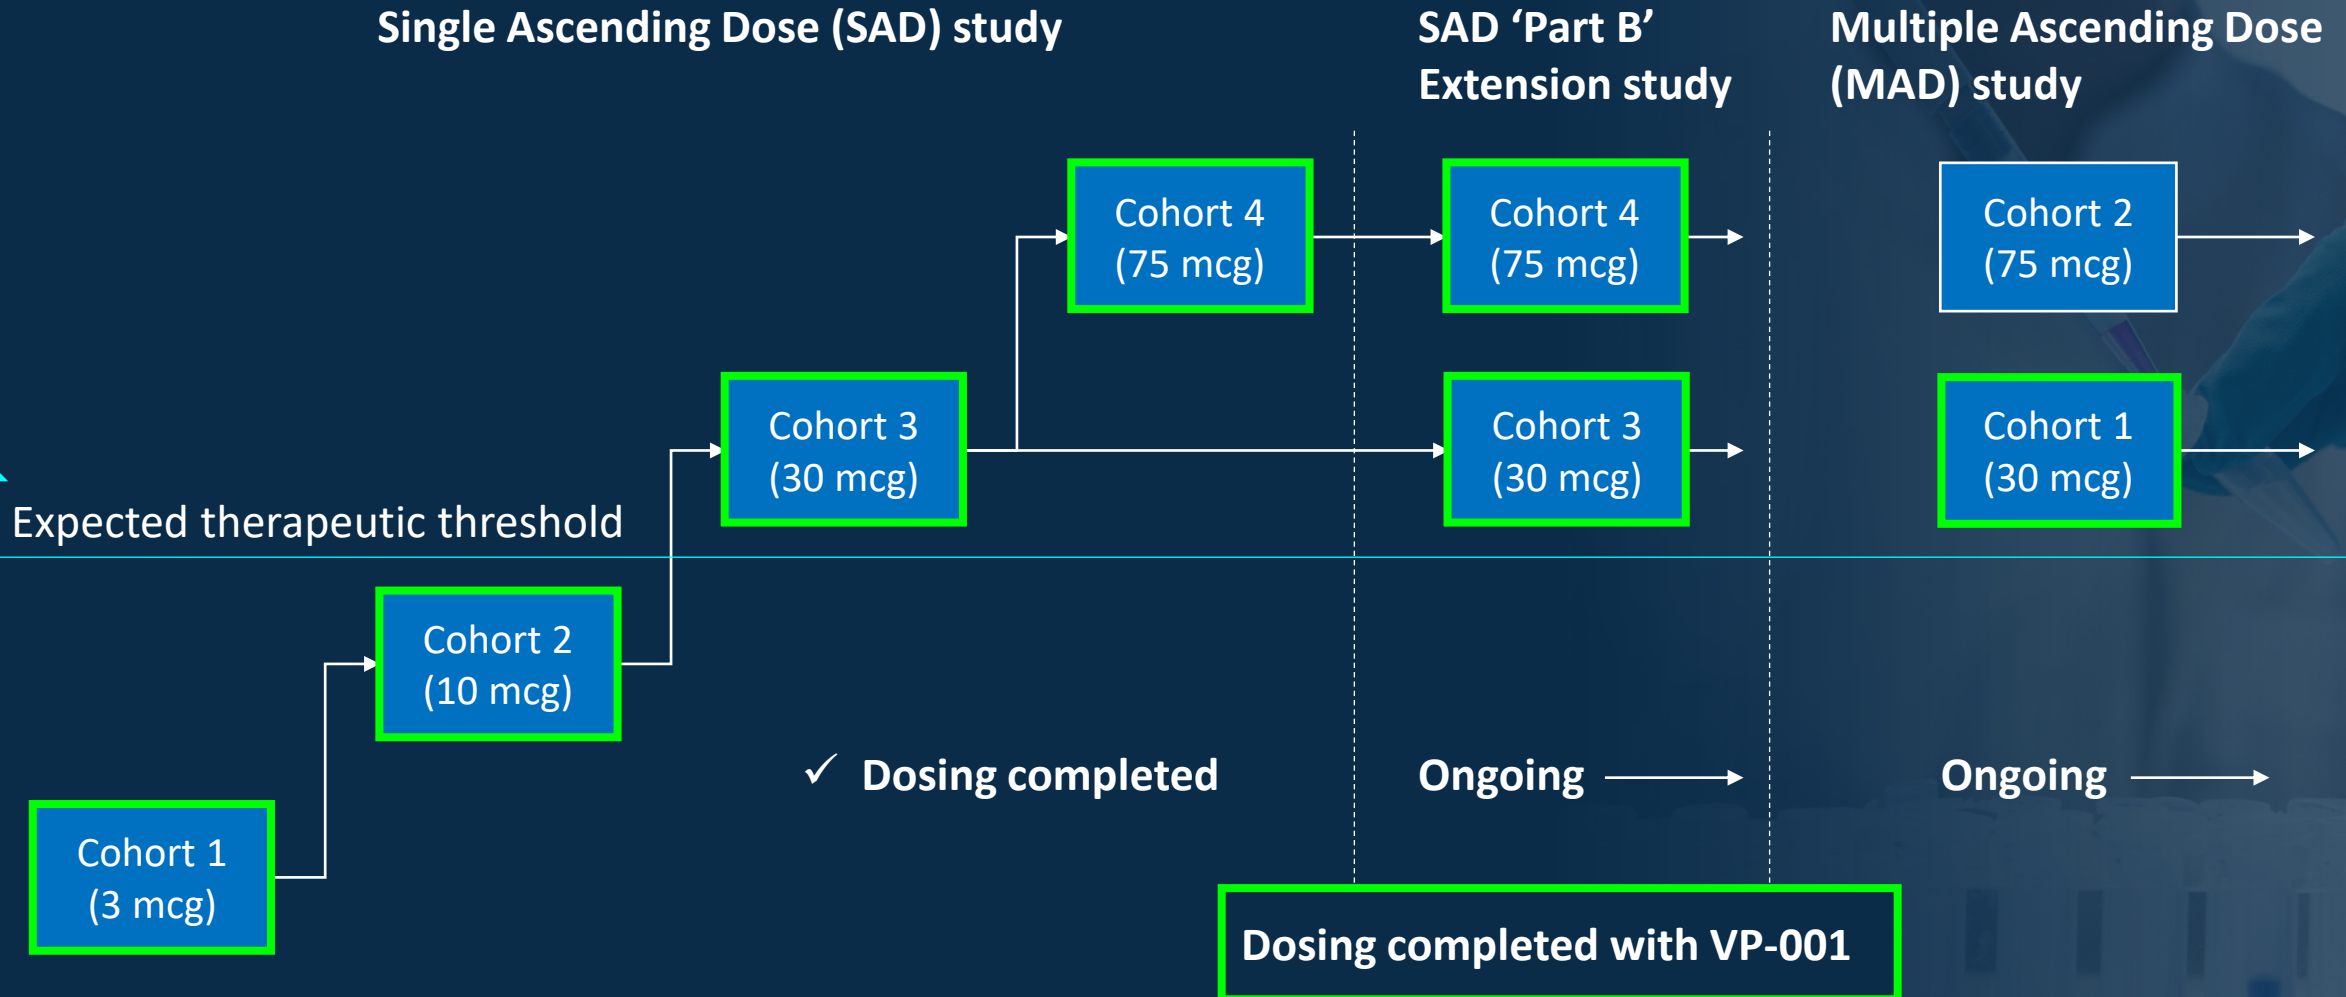 Single Ascending Dose (SAD) study
SAD ‘Part B’
Extension study
Multiple Ascending Dose
(MAD) study
Cohort 4
(75 mcg)
Cohort 4
(75 mcg)
Cohort 2
(75 mcg)
Cohort 3
(30 mcg)
Cohort 3
(30 mcg)
Cohort 1
(30 mcg)
Expected therapeutic threshold
Cohort 2
(10 mcg)
✓ Dosing completed
Ongoing
Ongoing
Cohort 1
(3 mcg)
Dosing completed with VP-001